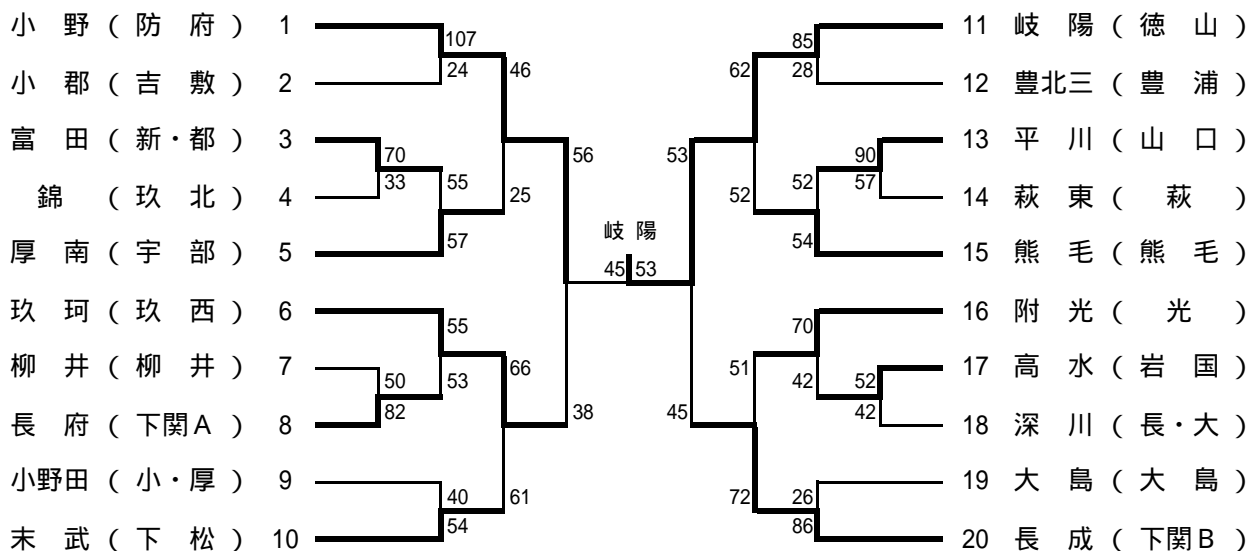 小 野 ( 防 府 ) 1
小 郡 ( 吉 敷 ) 2
富 田 ( 新・都 ) 3
錦 ( 玖 北 ) 4
厚 南 ( 宇 部 ) 5
玖 珂 ( 玖 西 ) 6
柳 井 ( 柳 井 ) 7
長 府 ( 下関A ) 8
小野田 ( 小・厚 ) 9
末 武 ( 下 松 ) 10
107
24
46
70
33
55
25
57
56
55
50
53
82
66
38
40
61
54
岐 陽
45 53
85
62
28
53
90
52
57
52
54
70
51
42
52
42
45
72
26
86
11 岐 陽 ( 徳 山 )
12 豊北三 ( 豊 浦 )
13 平 川 ( 山 口 )
14 萩 東 ( 萩 )
15 熊 毛 ( 熊 毛 )
16 附 光 ( 光 )
17 高 水 ( 岩 国 )
18 深 川 ( 長・大 )
19 大 島 ( 大 島 )
20 長 成 ( 下関B )